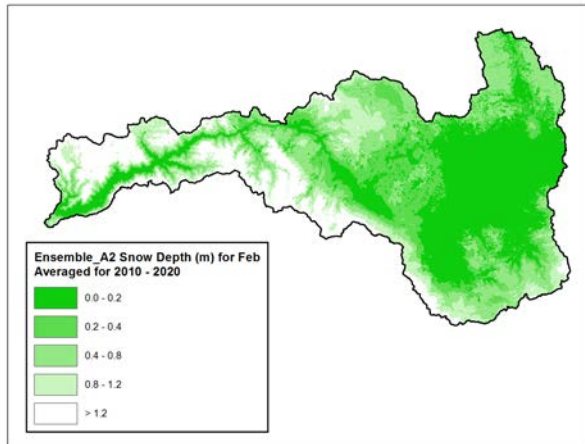 Ensemble_A2 Snow Depth (m) for Feb
Averaged for 2010 - 2020
0.0 - 0.2
0.2 - 0.4
0.4 - 0.8
0.8 - 1.2
> 1.2